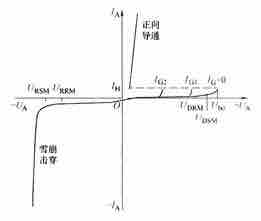 I_A
正向
导通
U_RSM
U_RRM
I_H
I_G2
I_G1
I_G=0
-U_A
O
U_DRM
U_bo
-U_A
U_DSM
雪崩
击穿
-I_A